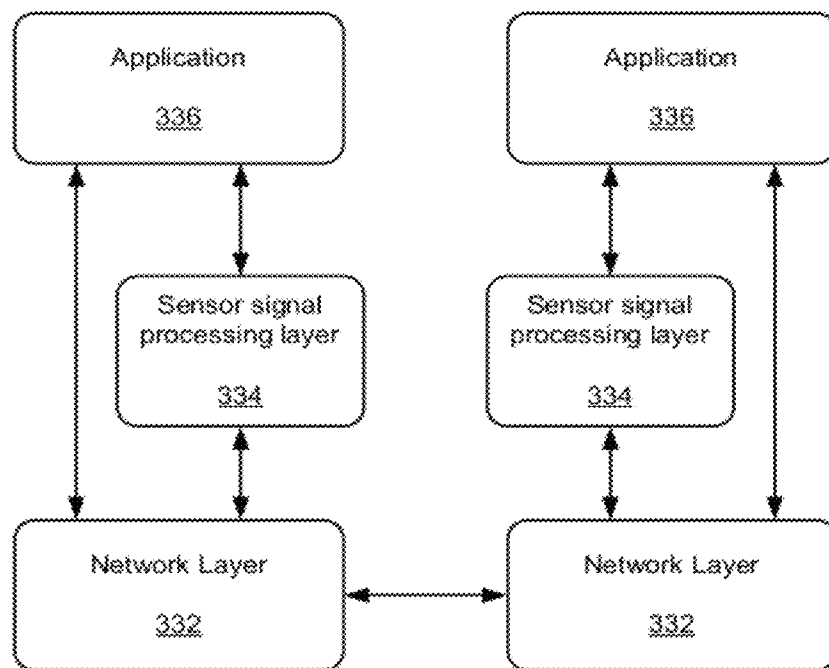 Application
336
Application
336
Sensor signal
processing layer
334
Sensor signal
processing layer
334
Network Layer
332
Network Layer
332